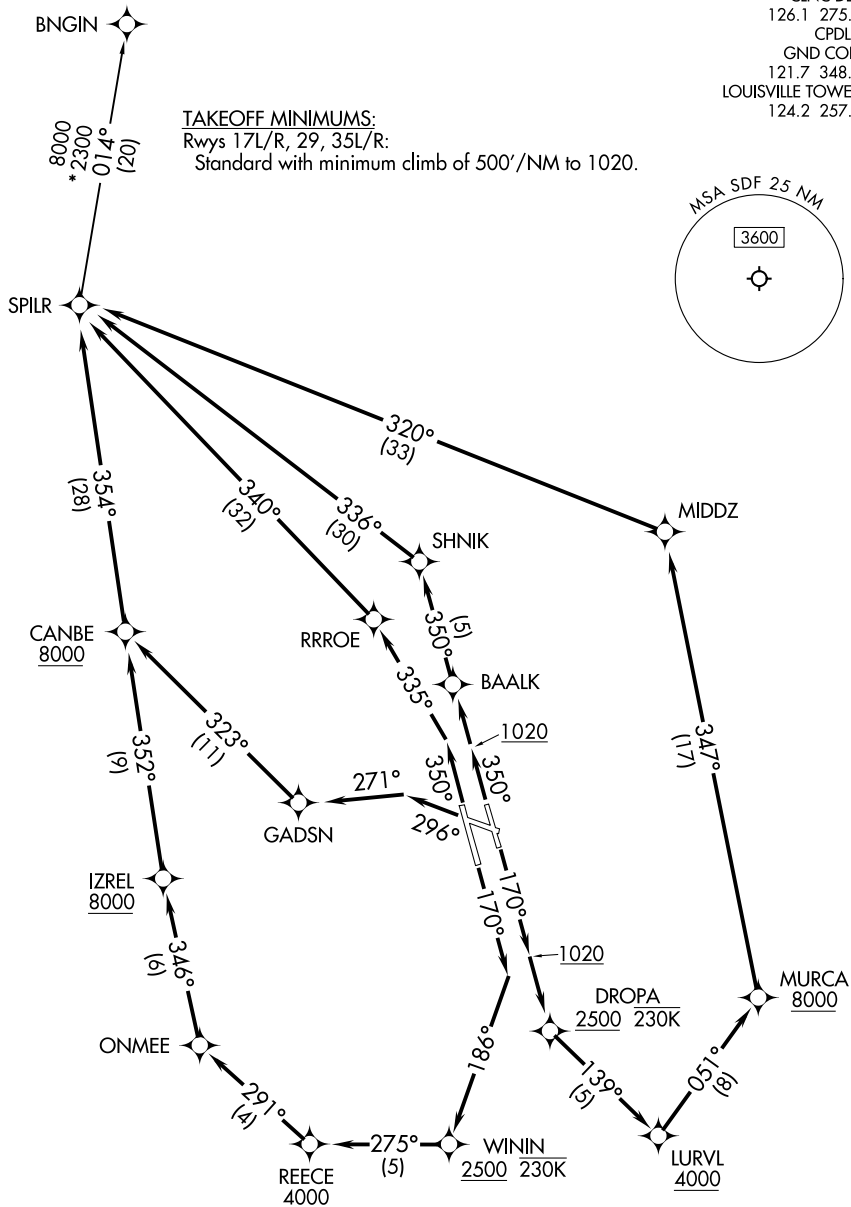 BNGIN
126.1 275.
CPDL
GND CO
121.7 348.
LOUISVILLE TOWE
124.2 257.
TAKEOFF MINIMUMS:
Rwys 17L/R, 29, 35L/R:
Standard with minimum climb of 500'/NM to 1020.
8000
*2300
014°
(20)
MSA SDF 25 NM
3600
SPILR
320°
(33)
354°
(28)
340°
(32)
336°
(30)
MIDDZ
SHNIK
CANBE
8000
RRROE
350°
(5)
BAALK
335°
323°
(11)
352°
(9)
1020
347°
(17)
271°
350°
350°
GADSN
296°
IZREL
8000
170°
170°
346°
(6)
1020
MURCA
8000
DROPA
2500 230K
ONMEE
186°
139°
(5)
051°
(8)
291°
(4)
275°
(5)
WININ
2500 230K
REECE
4000
LURVL
4000